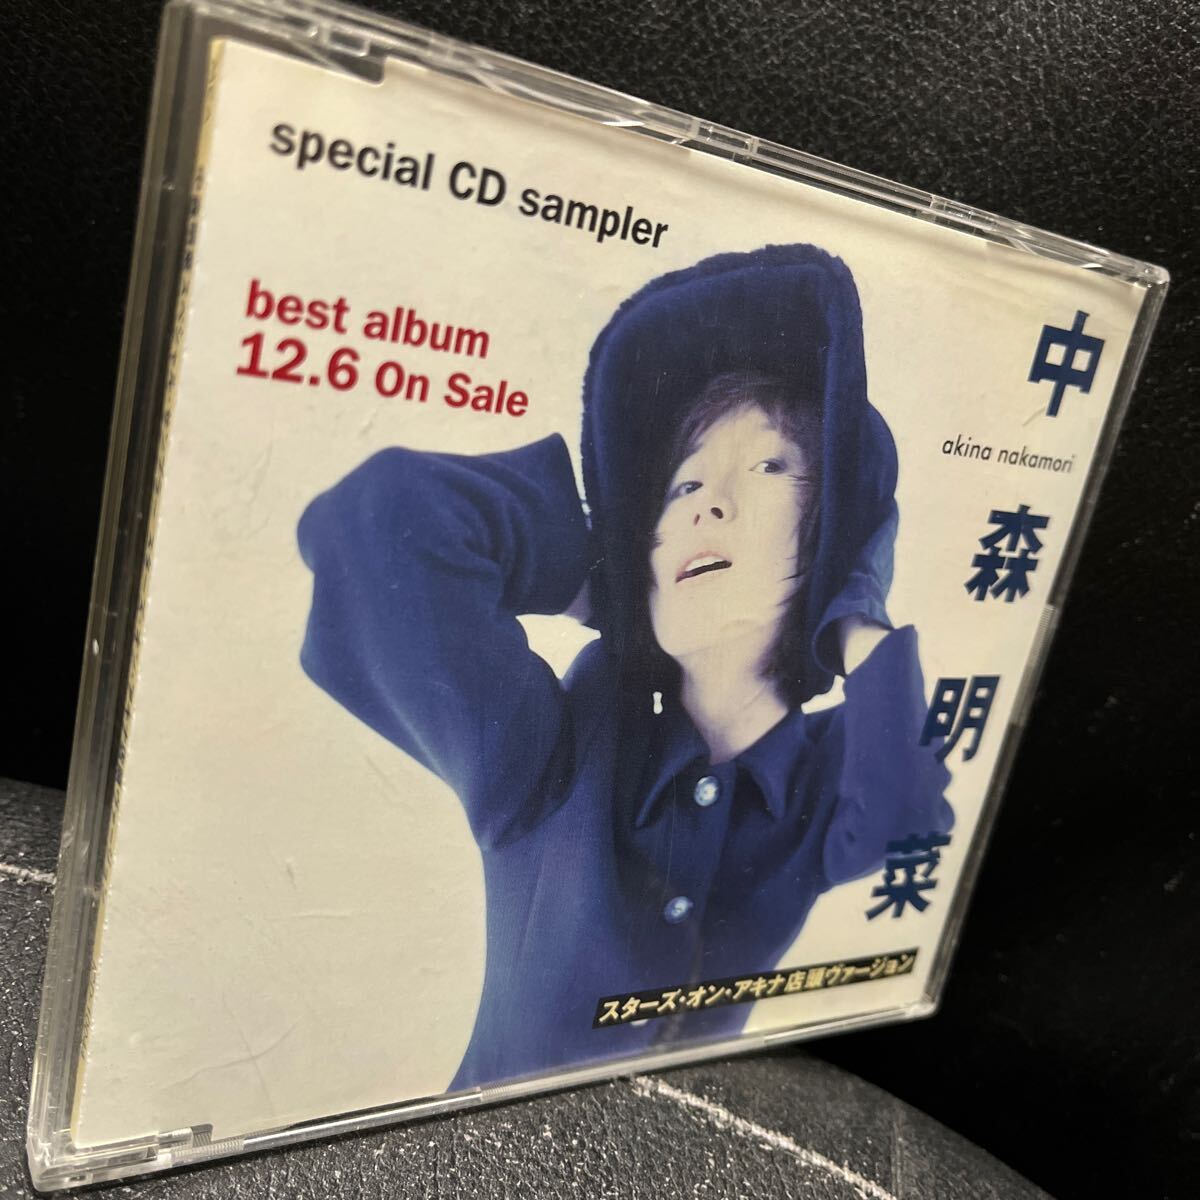 special CD sampler
best album
12.6 On Sale
中森明菜
akina nakamori
スターズ・オン・アキナ店頭ヴァージョン